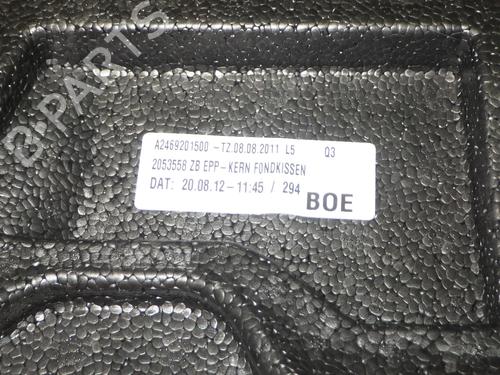 B-PARTS
A2469201500 -TZ.08.08.2011 L5 Q3
2053558 ZB EPP-KERN FONDKISSEN
DAT: 20.08.12-11:45 / 294
BOE